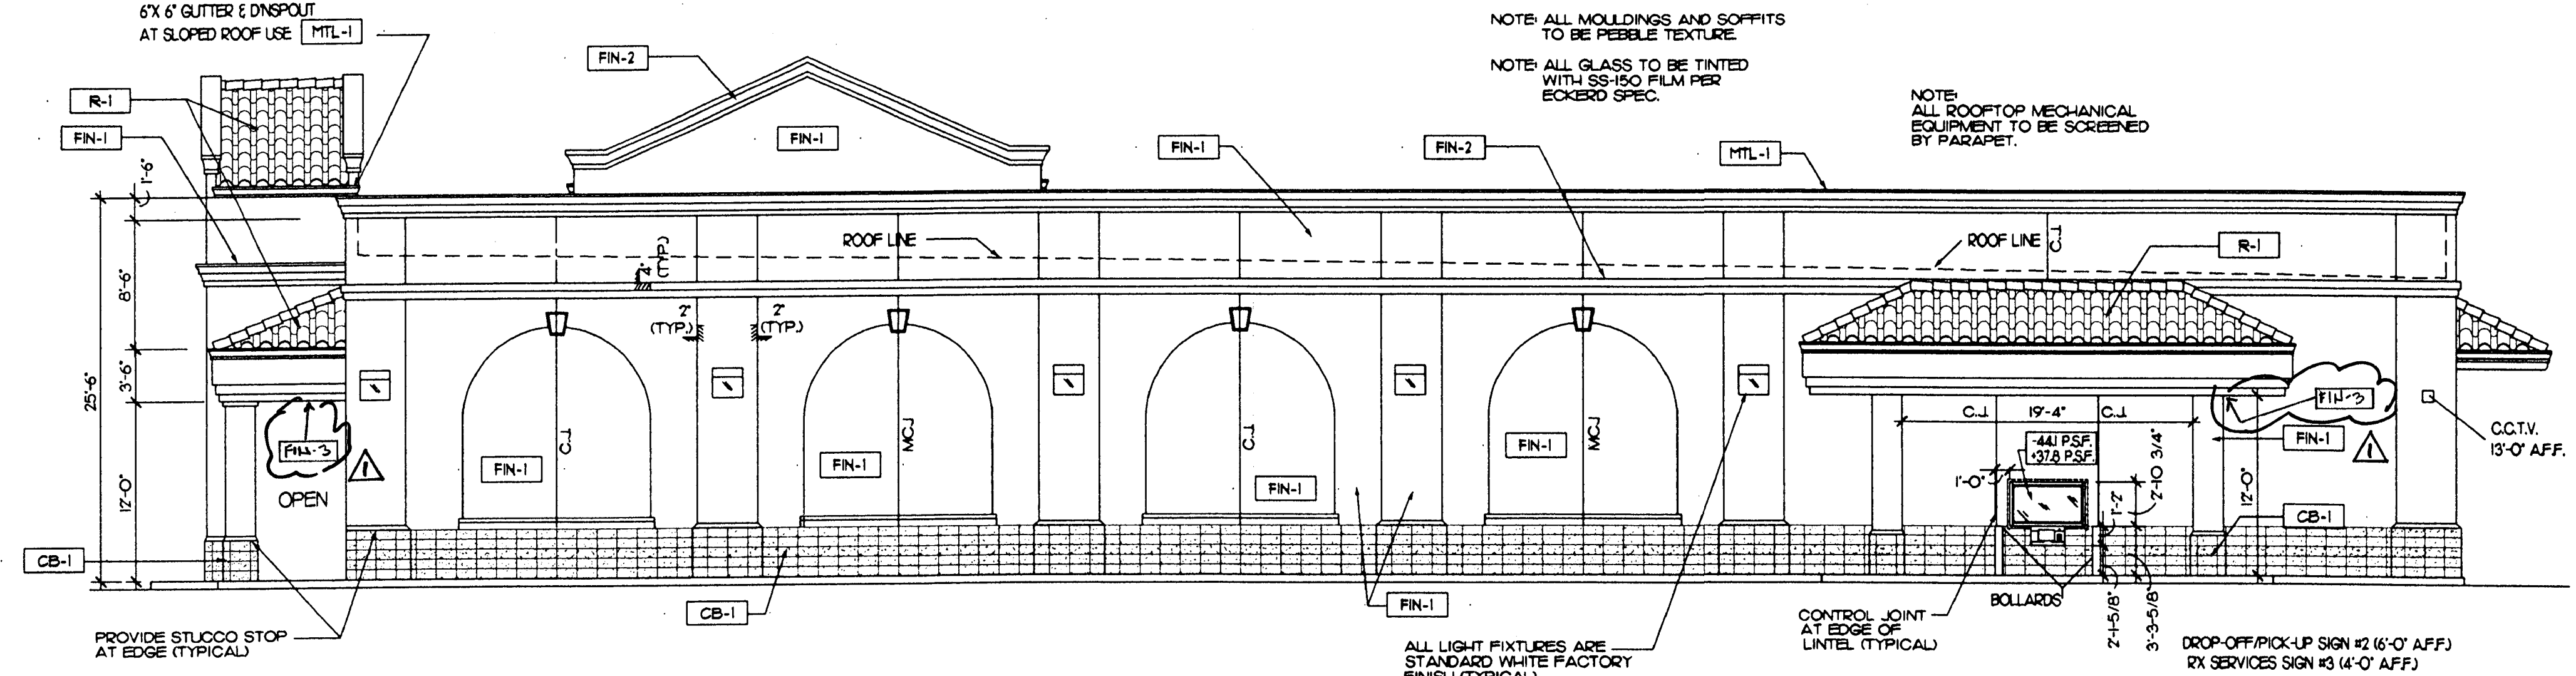 6"X 6" GUTTER & D'NSPOUT
AT SLOPED ROOF USE MTL-1
R-1
FIN-1
FIN-2
FIN-1
NOTE: ALL MOULDINGS AND SOFFITS
TO BE PEBBLE TEXTURE.
NOTE: ALL GLASS TO BE TINTED
WITH SS-150 FILM PER
ECKERD SPEC.
NOTE:
ALL ROOFTOP MECHANICAL
EQUIPMENT TO BE SCREENED
BY PARAPET.
FIN-1
FIN-2
MTL-1
1'-6"
8'-6"
3'-6"
25'-6"
12'-0"
ROOF LINE
4"
(TYP.)
2"
(TYP.)
2"
(TYP.)
ROOF LINE
C.J.
R-1
FIN-3
1
OPEN
FIN-1
C.J.
FIN-1
MCJ
C.J.
FIN-1
FIN-1
MCJ
C.J. 19'-4" C.J.
-44.1 P.S.F.
+37.8 P.S.F.
1'-0"
1'-2"
2'-10 3/4"
12'-0"
FIN-3
FIN-1
1
C.C.T.V.
13'-0" A.F.F.
CB-1
CB-1
CB-1
FIN-1
PROVIDE STUCCO STOP
AT EDGE (TYPICAL)
ALL LIGHT FIXTURES ARE
STANDARD WHITE FACTORY
FINISH (TYPICAL)
CONTROL JOINT
AT EDGE OF
LINTEL (TYPICAL)
BOLLARDS
2'-1-5/8"
3'-3-5/8"
DROP-OFF/PICK-UP SIGN #2 (6'-0" A.F.F.)
RX SERVICES SIGN #3 (4'-0" A.F.F.)